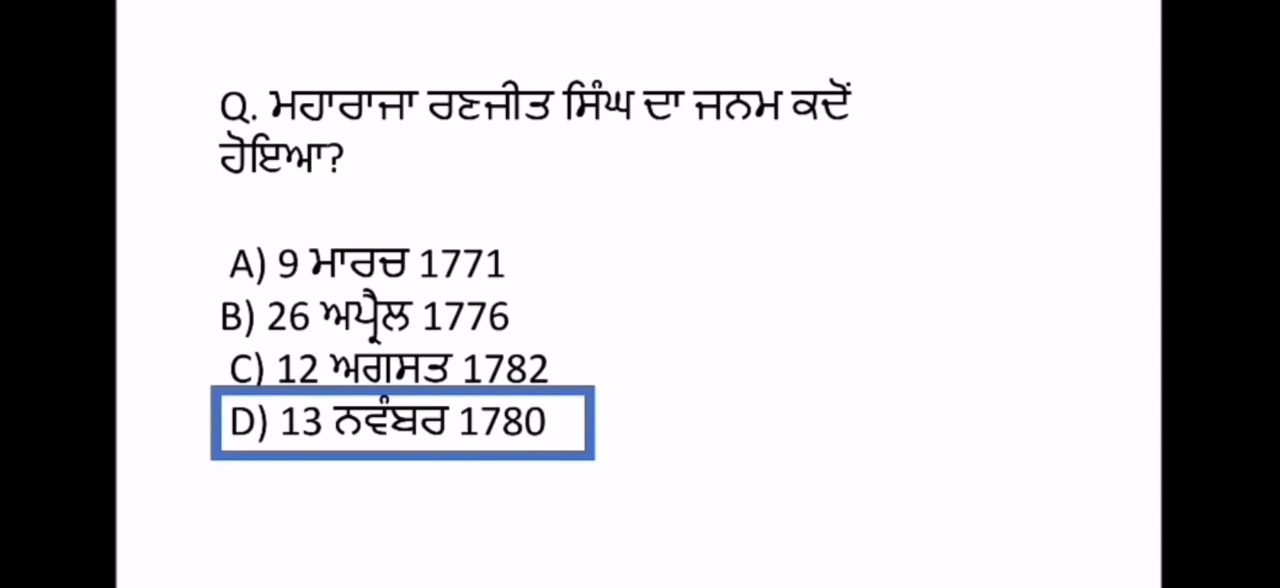 Q. ਮਹਾਰਾਜਾ ਰਣਜੀਤ ਸਿੰਘ ਦਾ ਜਨਮ ਕਦੋਂ
ਹੋਇਆ?
A) 9 ਮਾਰਚ 1771
B) 26 ਅਪ੍ਰੈਲ 1776
C) 12 ਅਗਸਤ 1782
D) 13 ਨਵੰਬਰ 1780